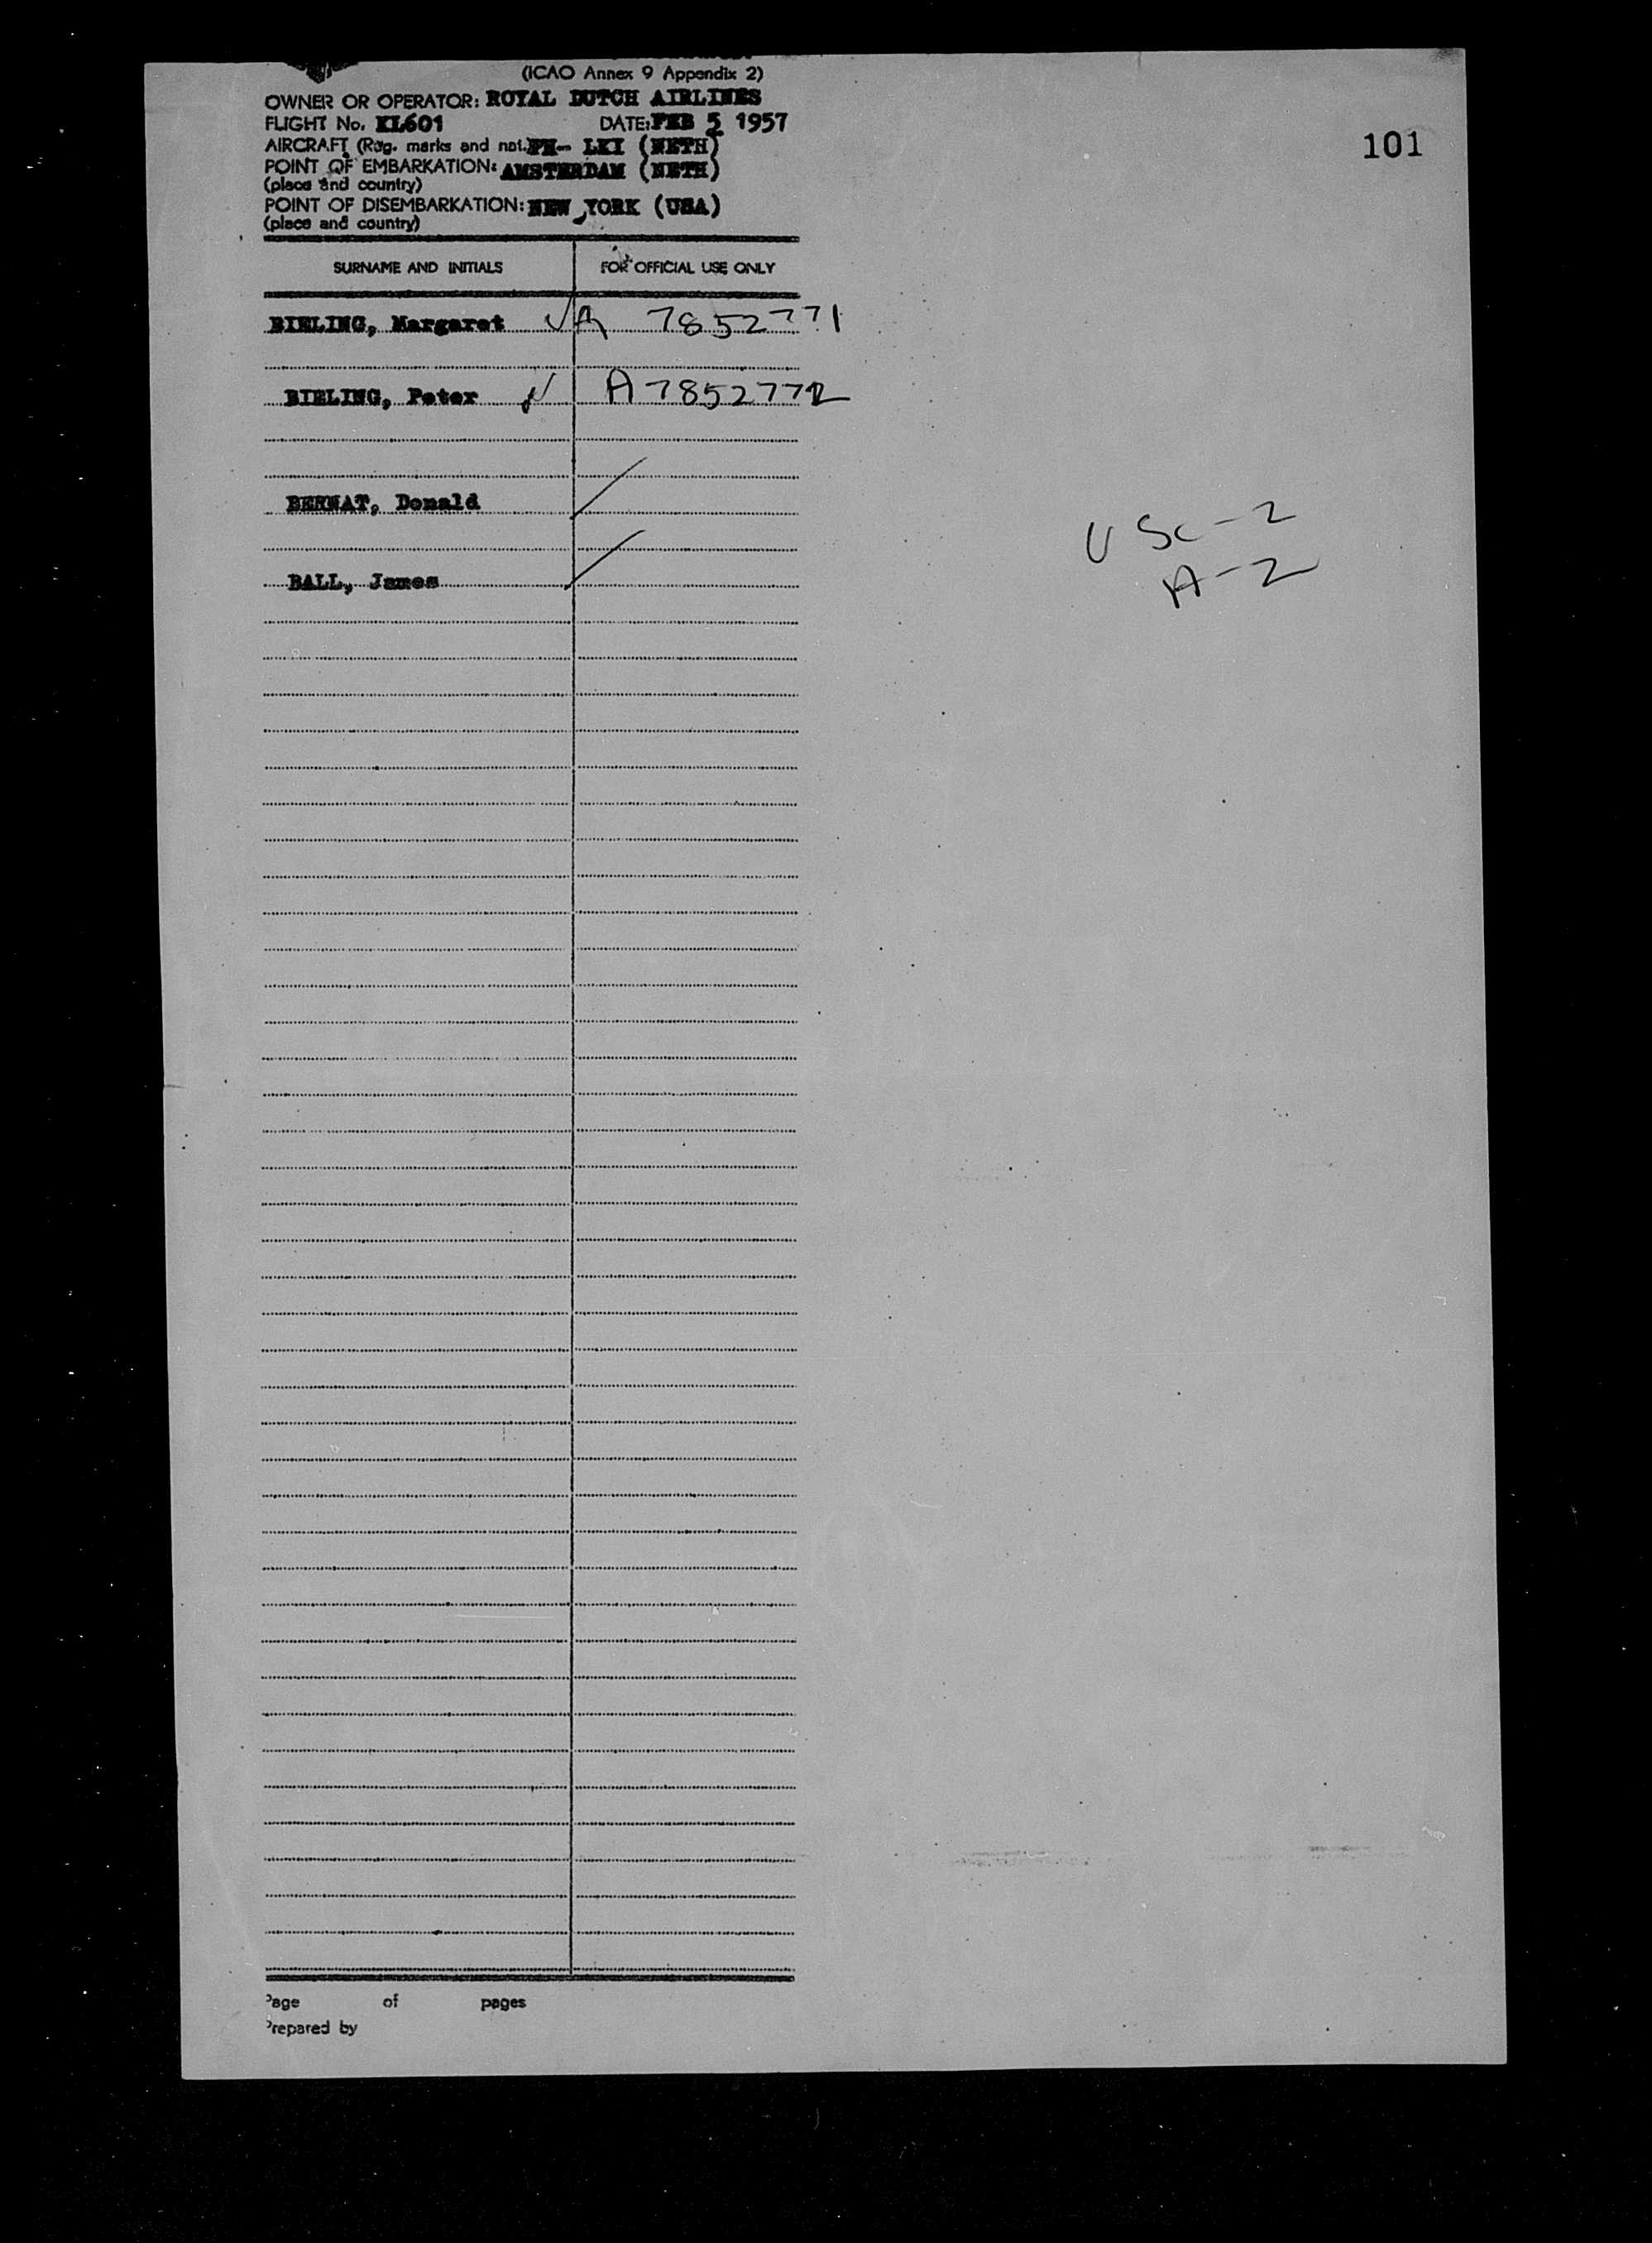 (ICAO Annex 9 Appendix 2)
OWNER OR OPERATOR: ROYAL DUTCH AIRLINES
FLIGHT No. KL601 DATE: FEB 5 1957
AIRCRAFT (Reg. marks and nat. PH- LKI (NETH)
POINT OF EMBARKATION: AMSTERDAM (NETH)
(place and country)
POINT OF DISEMBARKATION: NEW YORK (USA)
(place and country)
101
SURNAME AND INITIALS FOR OFFICIAL USE ONLY
BIELING, Margaret A 7852771
BIELING, Peter A7852772
BERNAT, Donald
BALL, James
USC-2
A-2
Page of pages
Prepared by